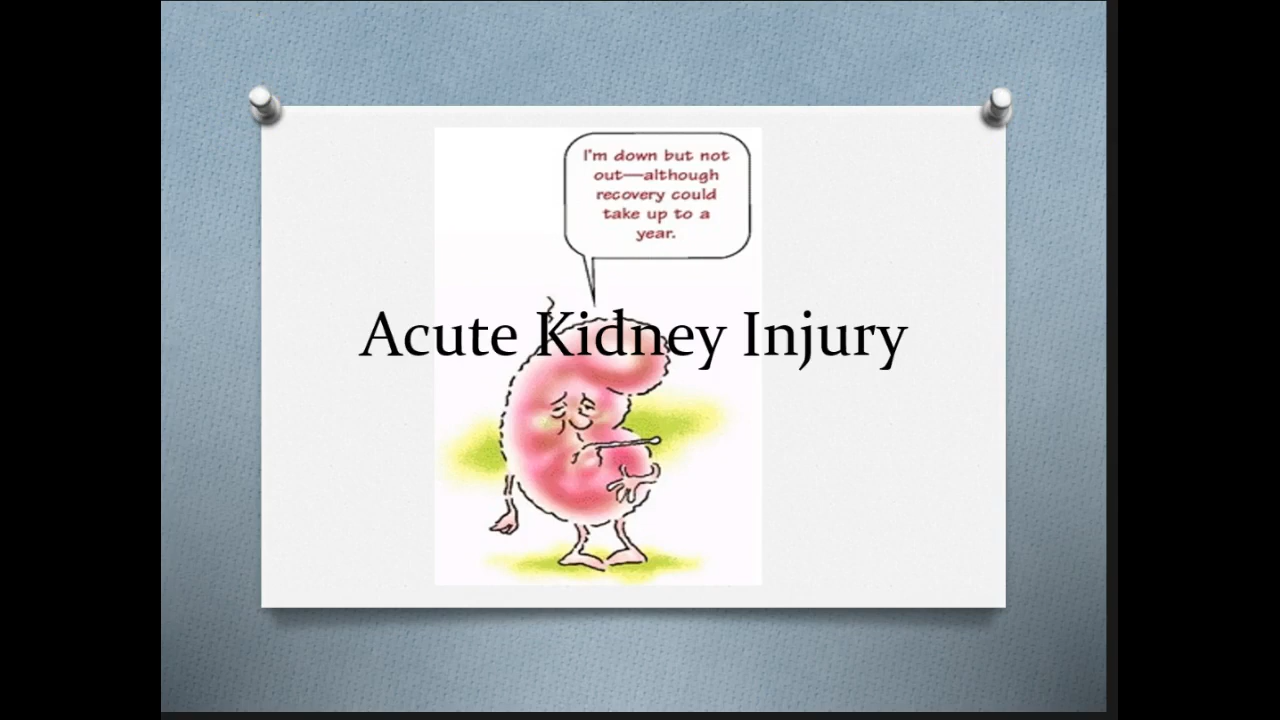 I'm down but not
out—although
recovery could
take up to a
year.
Acute Kidney Injury